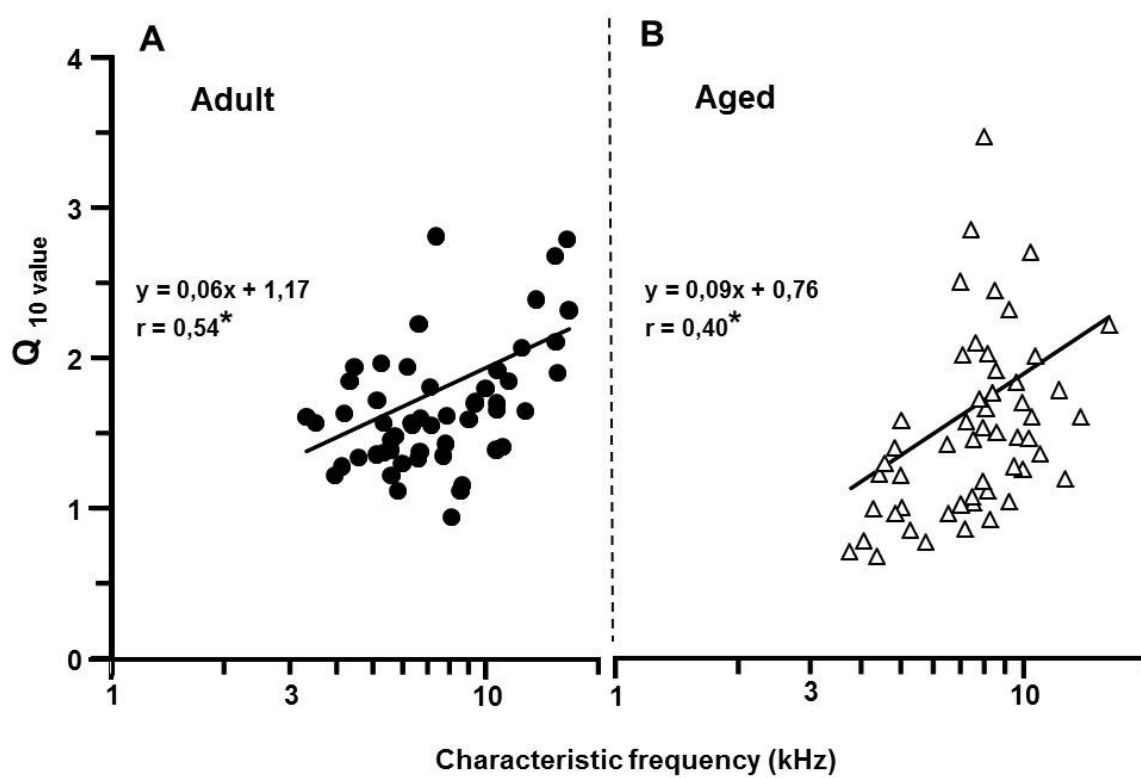 A
Adult
y = 0,06x + 1,17
r = 0,54*
B
Aged
y = 0,09x + 0,76
r = 0,40*
Q 10 value
4
3
2
1
0
1
3
10
1
3
10
Characteristic frequency (kHz)